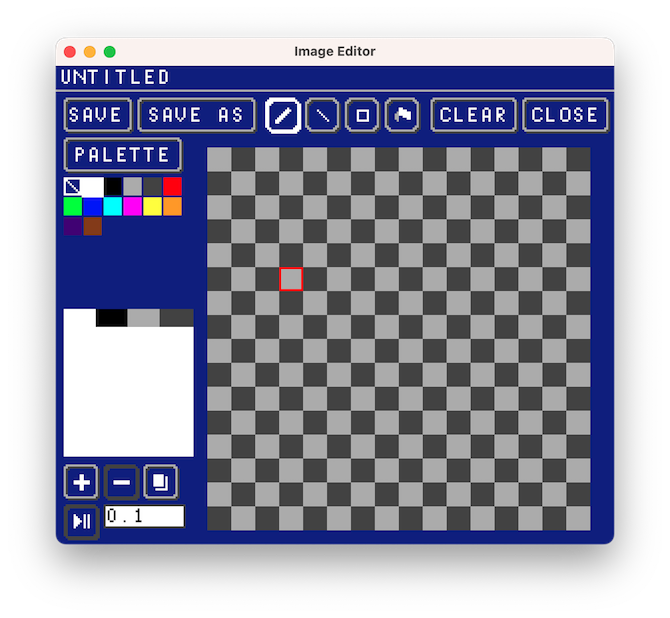 Image Editor
UNTITLED
SAVE SAVE AS CLEAR CLOSE
PALETTE
0.1